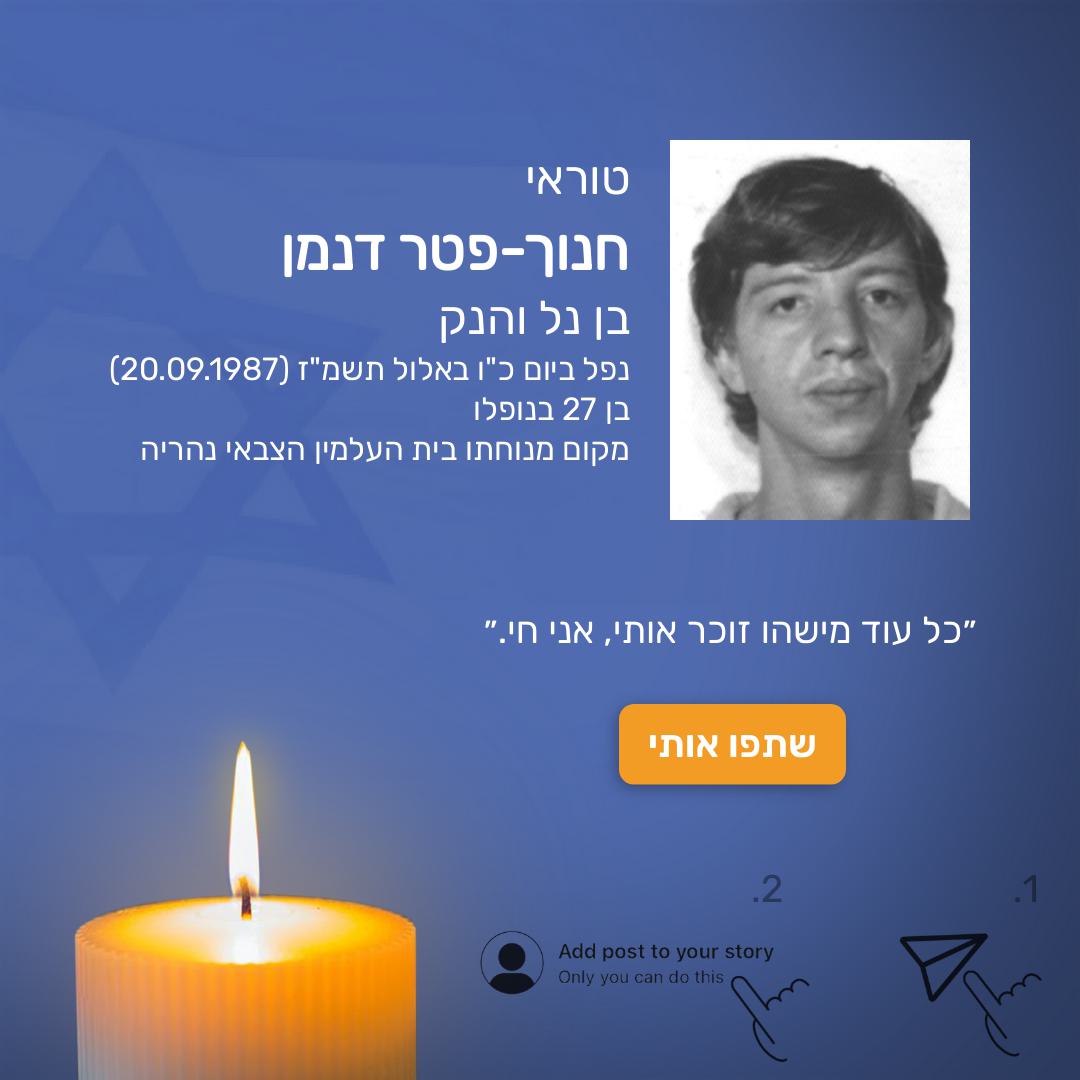 טוראי
חנוך-פטר דנמן
בן נל והנק
נפל ביום כ"ו באלול תשמ"ז (20.09.1987)
בן 27 בנופלו
מקום מנוחתו בית העלמין הצבאי נהריה
״כל עוד מישהו זוכר אותי, אני חי.״
שתפו אותי
1.
2.
Add post to your story
Only you can do this